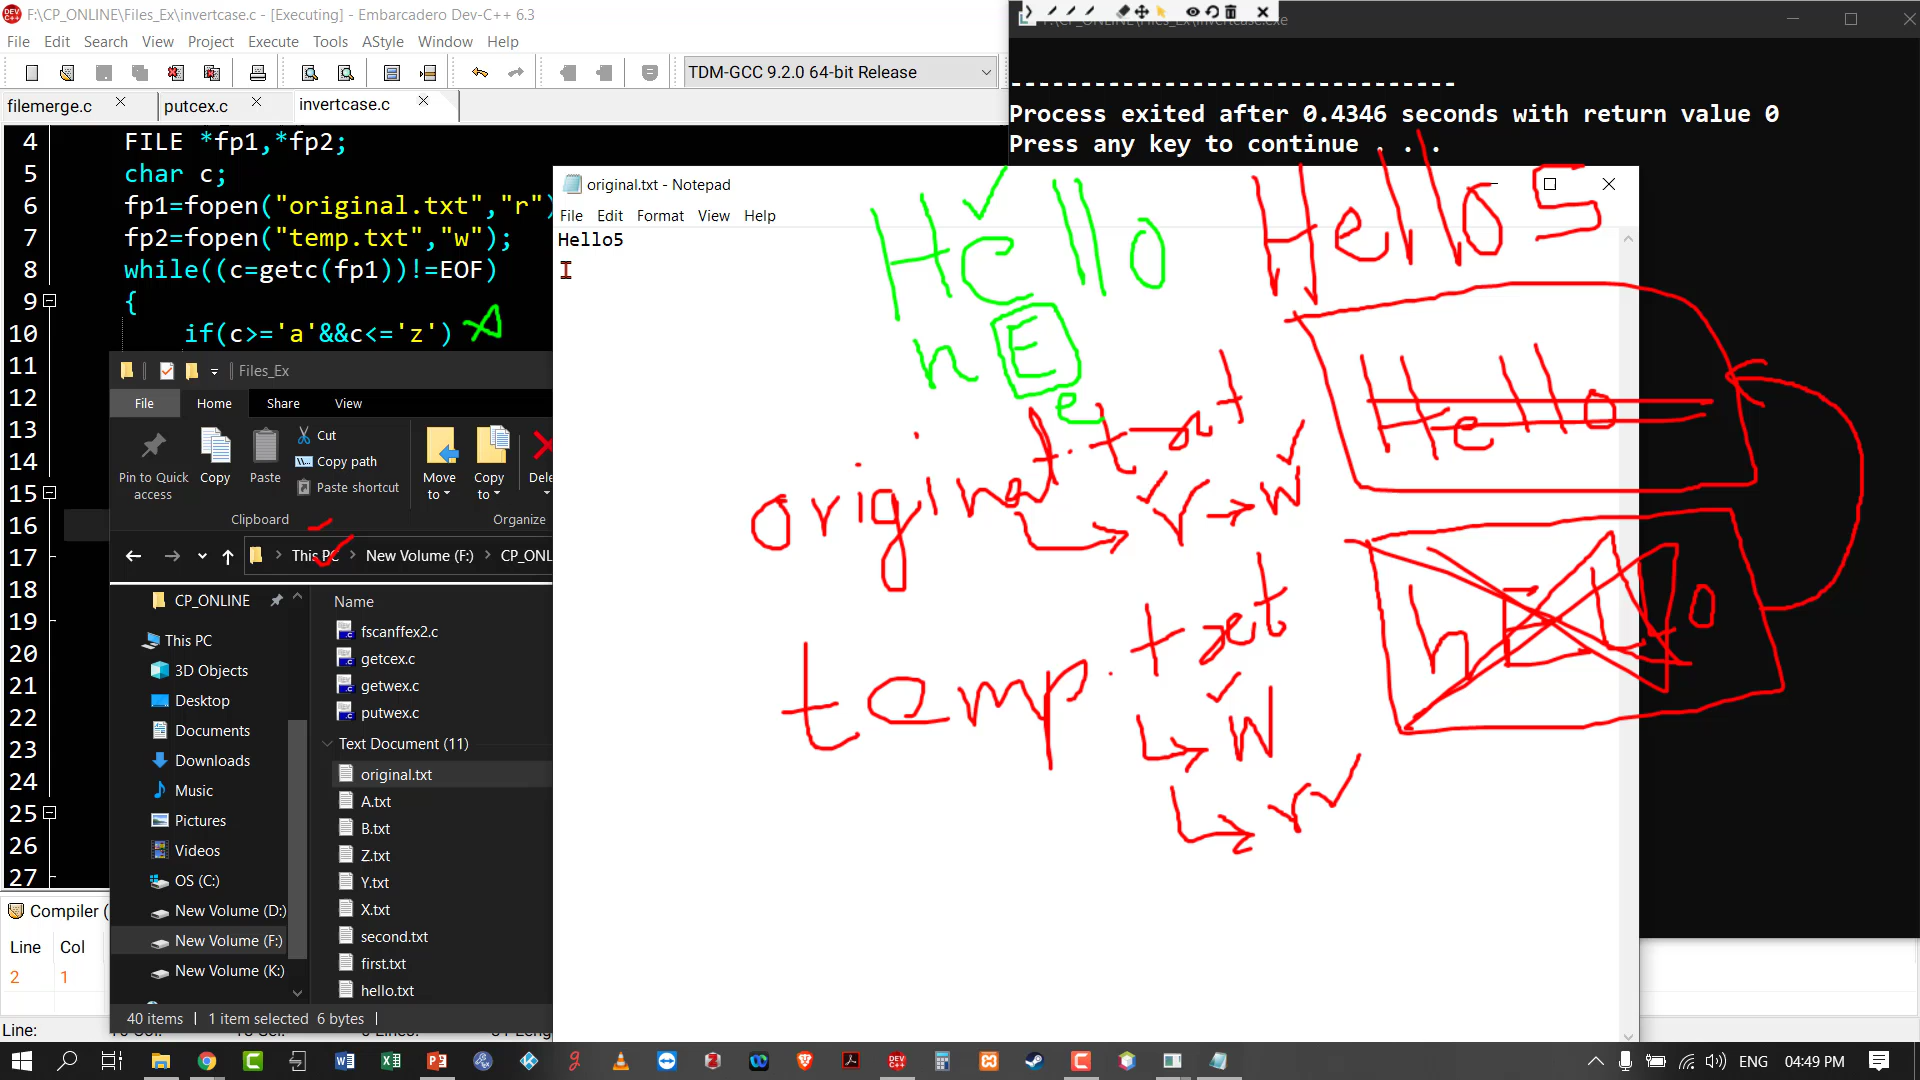 F:\CP_ONLINE\Files_Ex\invertcase.c - [Executing] - Embarcadero Dev-C++ 6.3
File Edit Search View Project Execute Tools AStyle Window Help
TDM-GCC 9.2.0 64-bit Release
filemerge.c putcex.c invertcase.c
4 FILE *fp1,*fp2;
5 char c;
6 fp1=fopen("original.txt","r")
7 fp2=fopen("temp.txt","w");
8 while((c=getc(fp1))!=EOF)
9 {
10 if(c>='a'&&c<='z')
11
12
13
14
15
16
17
18
19
20
21
22
23
24
25
26
27
Compiler (
Line Col
2 1
Line:
F:\CP_ONLINE\Files_Ex\invertcase.exe
--------------------------------
Process exited after 0.4346 seconds with return value 0
Press any key to continue . . .
Files_Ex
File Home Share View
Pin to Quick access
Copy
Paste
Cut
Copy path
Paste shortcut
Move to
Copy to
Dele
Clipboard
Organize
This PC New Volume (F:) CP_ONL
CP_ONLINE
This PC
3D Objects
Desktop
Documents
Downloads
Music
Pictures
Videos
OS (C:)
New Volume (D:)
New Volume (F:)
New Volume (K:)
Name
fscanffex2.c
getcex.c
getwex.c
putwex.c
Text Document (11)
original.txt
A.txt
B.txt
Z.txt
Y.txt
X.txt
second.txt
first.txt
hello.txt
40 items 1 item selected 6 bytes
original.txt - Notepad
File Edit Format View Help
Hello5
Hello
h E
e
Hello 5
Hello
original.txt
r → w
temp.txt
w
r
h E L L O
ENG 04:49 PM